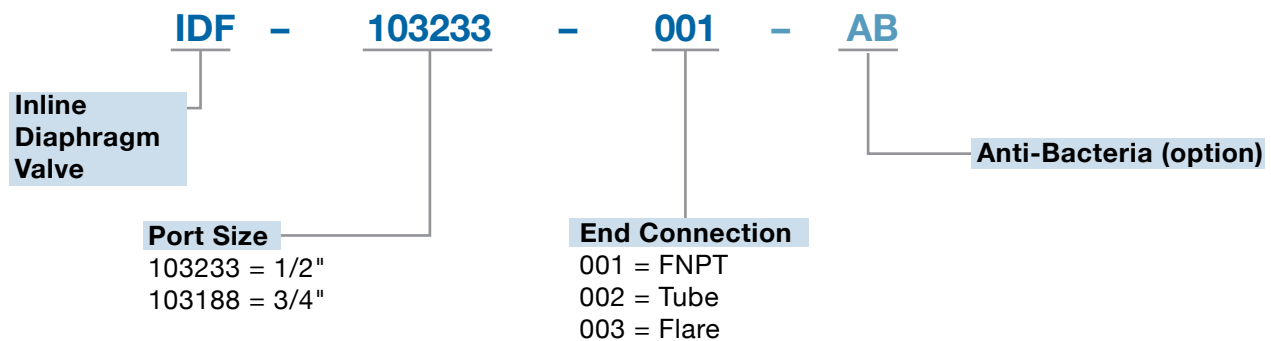 IDF – 103233 – 001 – AB
Inline
Diaphragm
Valve
Anti-Bacteria (option)
Port Size
103233 = 1/2"
103188 = 3/4"
End Connection
001 = FNPT
002 = Tube
003 = Flare